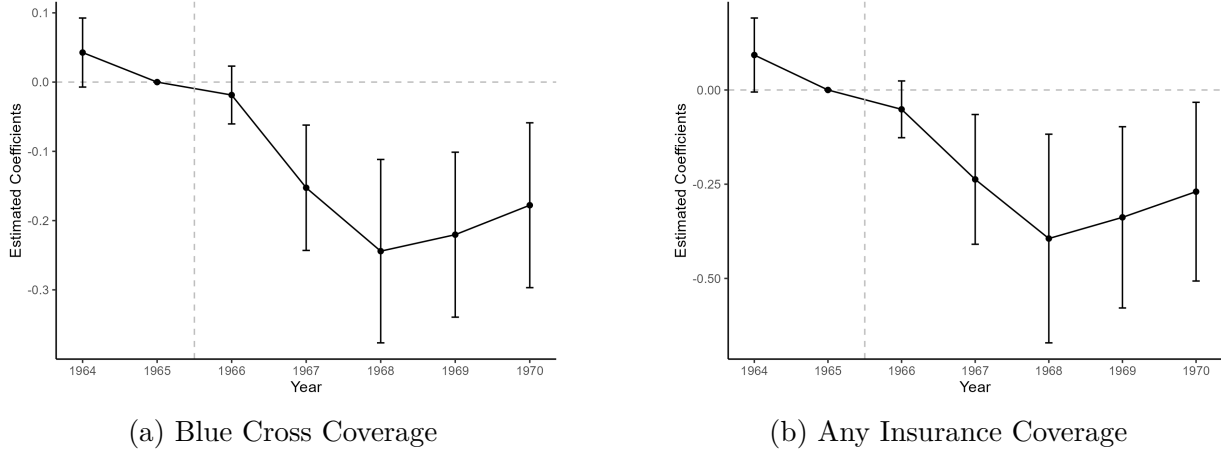 0.1
0.0
-0.1
-0.2
-0.3
Estimated Coefficients
1964 1965 1966 1967 1968 1969 1970
Year
(a) Blue Cross Coverage
0.00
-0.25
-0.50
Estimated Coefficients
1964 1965 1966 1967 1968 1969 1970
Year
(b) Any Insurance Coverage